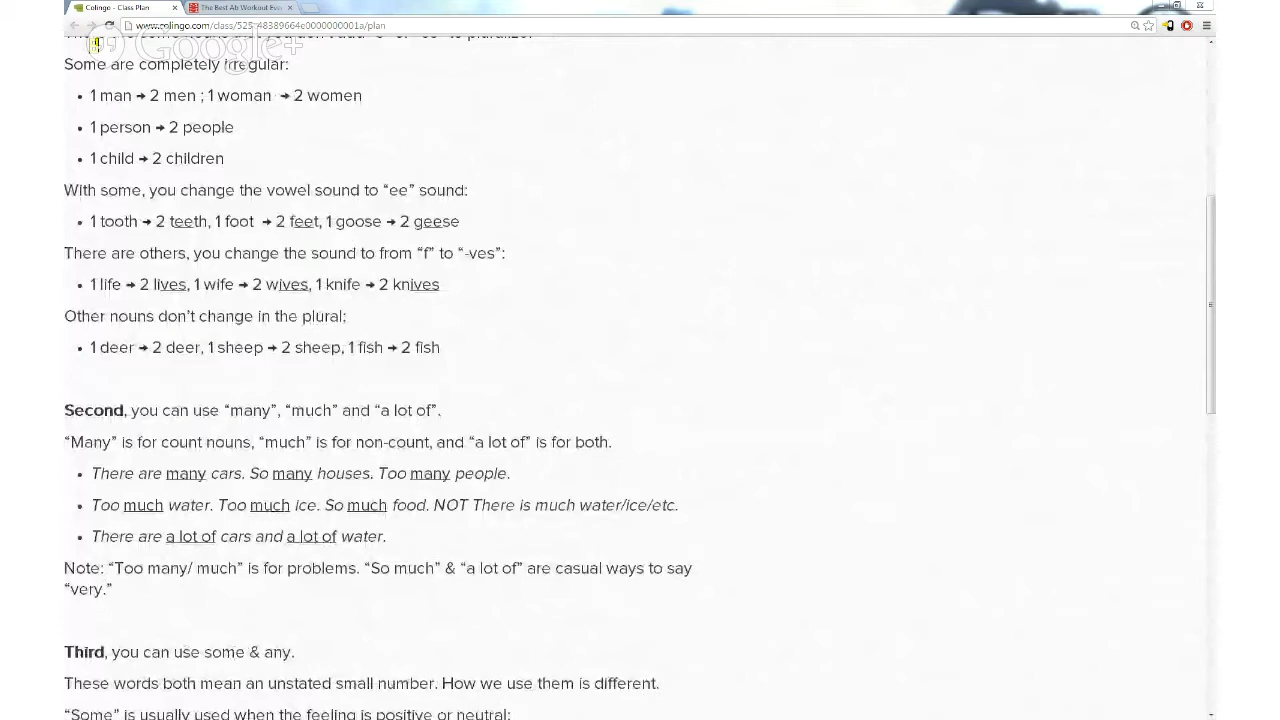 Colingo - Class Plan
The Best Ab Workout Eve
Google+
Some are completely irregular:
• 1 man → 2 men ; 1 woman → 2 women
• 1 person → 2 people
• 1 child → 2 children
With some, you change the vowel sound to “ee” sound:
• 1 tooth → 2 teeth, 1 foot → 2 feet, 1 goose → 2 geese
There are others, you change the sound to from “f” to “-ves”:
• 1 life → 2 lives, 1 wife → 2 wives, 1 knife → 2 knives
Other nouns don’t change in the plural;
• 1 deer → 2 deer, 1 sheep → 2 sheep, 1 fish → 2 fish
Second, you can use “many”, “much” and “a lot of”.
“Many” is for count nouns, “much” is for non-count, and “a lot of” is for both.
• There are many cars. So many houses. Too many people.
• Too much water. Too much ice. So much food. NOT There is much water/ice/etc.
• There are a lot of cars and a lot of water.
Note: “Too many/ much” is for problems. “So much” & “a lot of” are casual ways to say
“very.”
Third, you can use some & any.
These words both mean an unstated small number. How we use them is different.
“Some” is usually used when the feeling is positive or neutral: